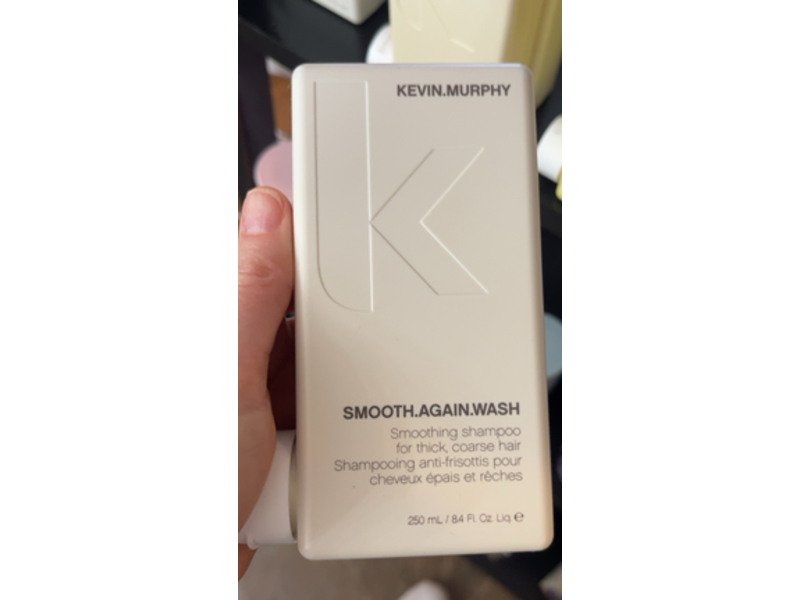 KEVIN.MURPHY
SMOOTH.AGAIN.WASH
Smoothing shampoo
for thick, coarse hair
Shampooing anti-frisottis pour
cheveux épais et rêches
250 mL / 8.4 Fl. Oz. Liq. ℮